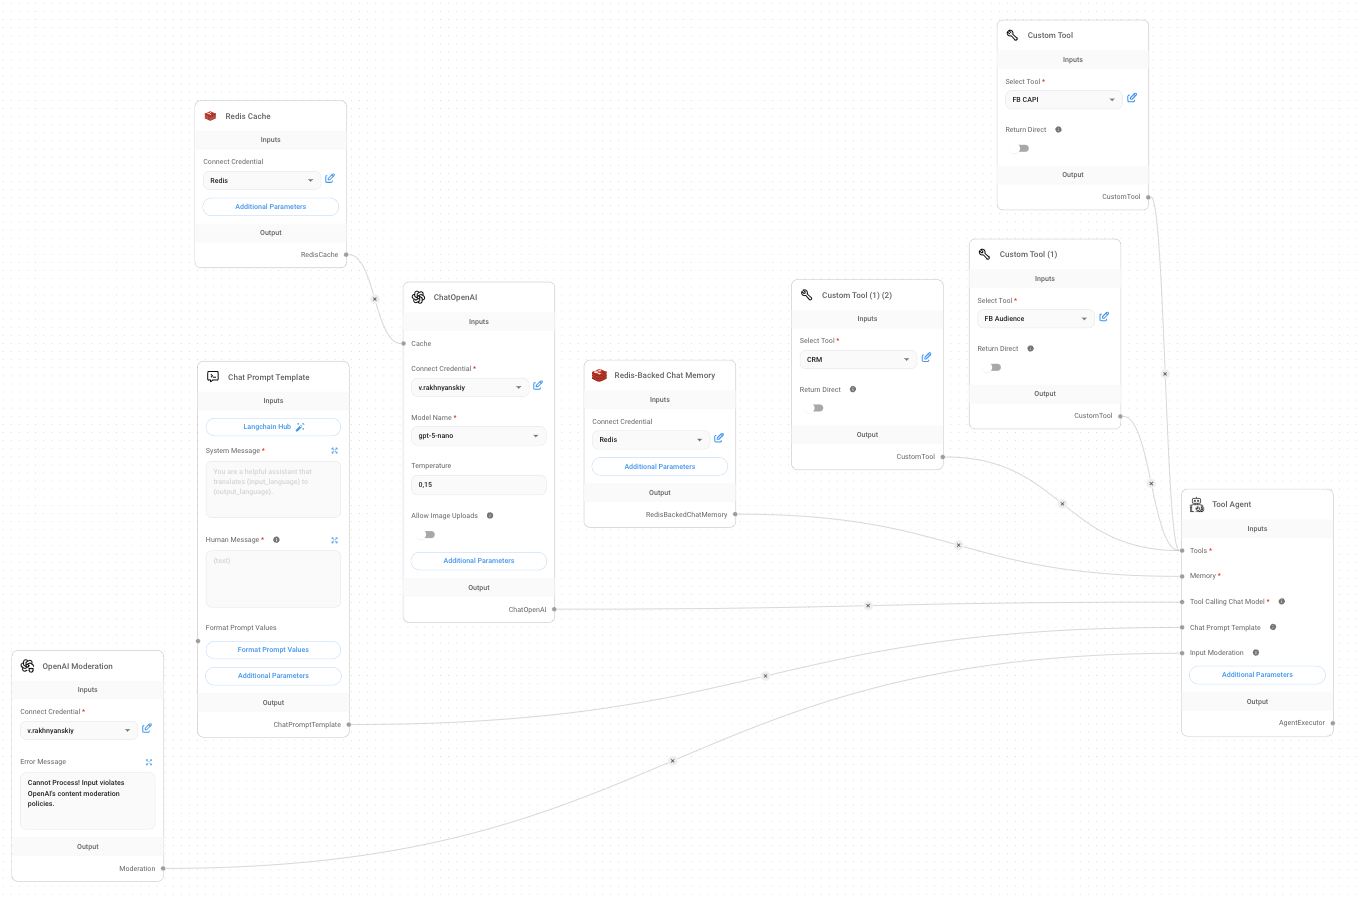 Custom Tool
Inputs
Select Tool *
FB CAPI
Return Direct
Output
CustomTool
Redis Cache
Inputs
Connect Credential
Redis
Additional Parameters
Output
RedisCache
Custom Tool (1)
Inputs
Select Tool *
FB Audience
Return Direct
Output
CustomTool
ChatOpenAI
Inputs
Cache
Connect Credential *
v.rakhnyanskiy
Model Name *
gpt-5-nano
Temperature
0,15
Allow Image Uploads
Additional Parameters
Output
ChatOpenAI
Custom Tool (1) (2)
Inputs
Select Tool *
CRM
Return Direct
Output
CustomTool
Chat Prompt Template
Inputs
Langchain Hub
System Message *
You are a helpful assistant that
translates {input_language} to
{output_language}.
Human Message *
{text}
Format Prompt Values
Format Prompt Values
Additional Parameters
Output
ChatPromptTemplate
Redis-Backed Chat Memory
Inputs
Connect Credential
Redis
Additional Parameters
Output
RedisBackedChatMemory
Tool Agent
Inputs
Tools *
Memory *
Tool Calling Chat Model *
Chat Prompt Template
Input Moderation
Additional Parameters
Output
AgentExecutor
OpenAI Moderation
Inputs
Connect Credential *
v.rakhnyanskiy
Error Message
Cannot Process! Input violates
OpenAI's content moderation
policies.
Output
Moderation